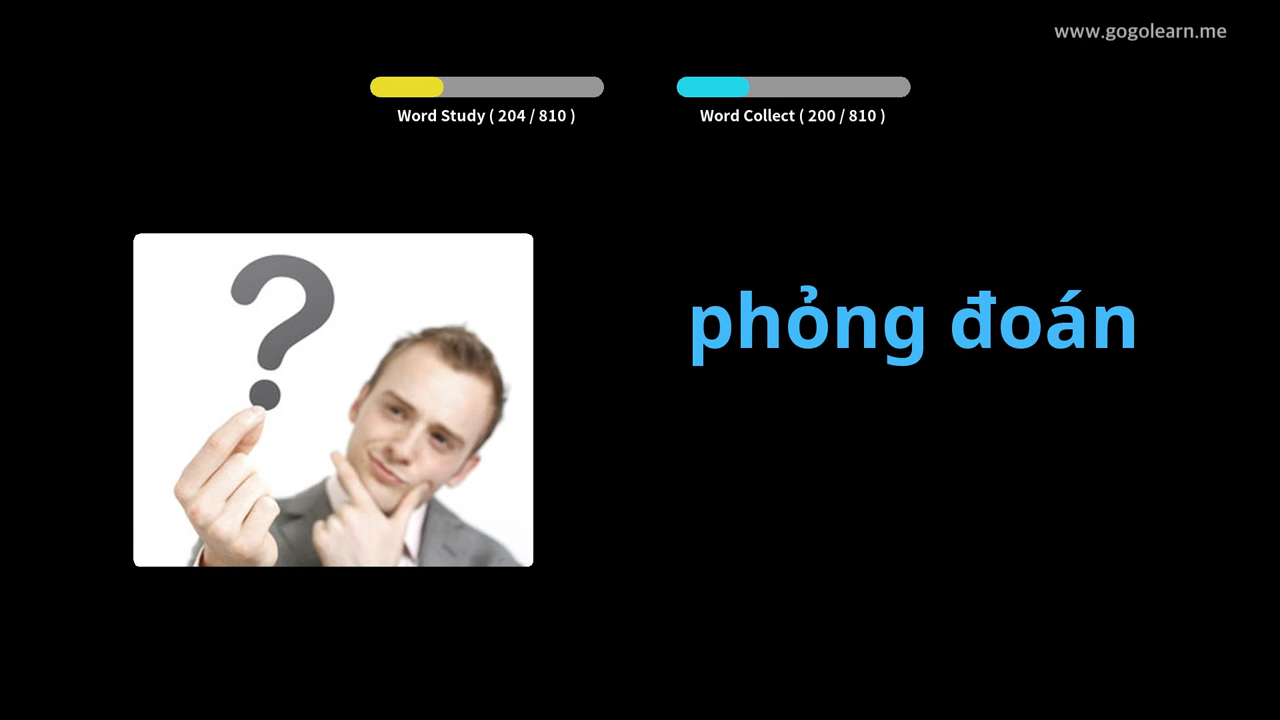 www.gogolearn.me
Word Study ( 204 / 810 )
Word Collect ( 200 / 810 )
?
phỏng đoán